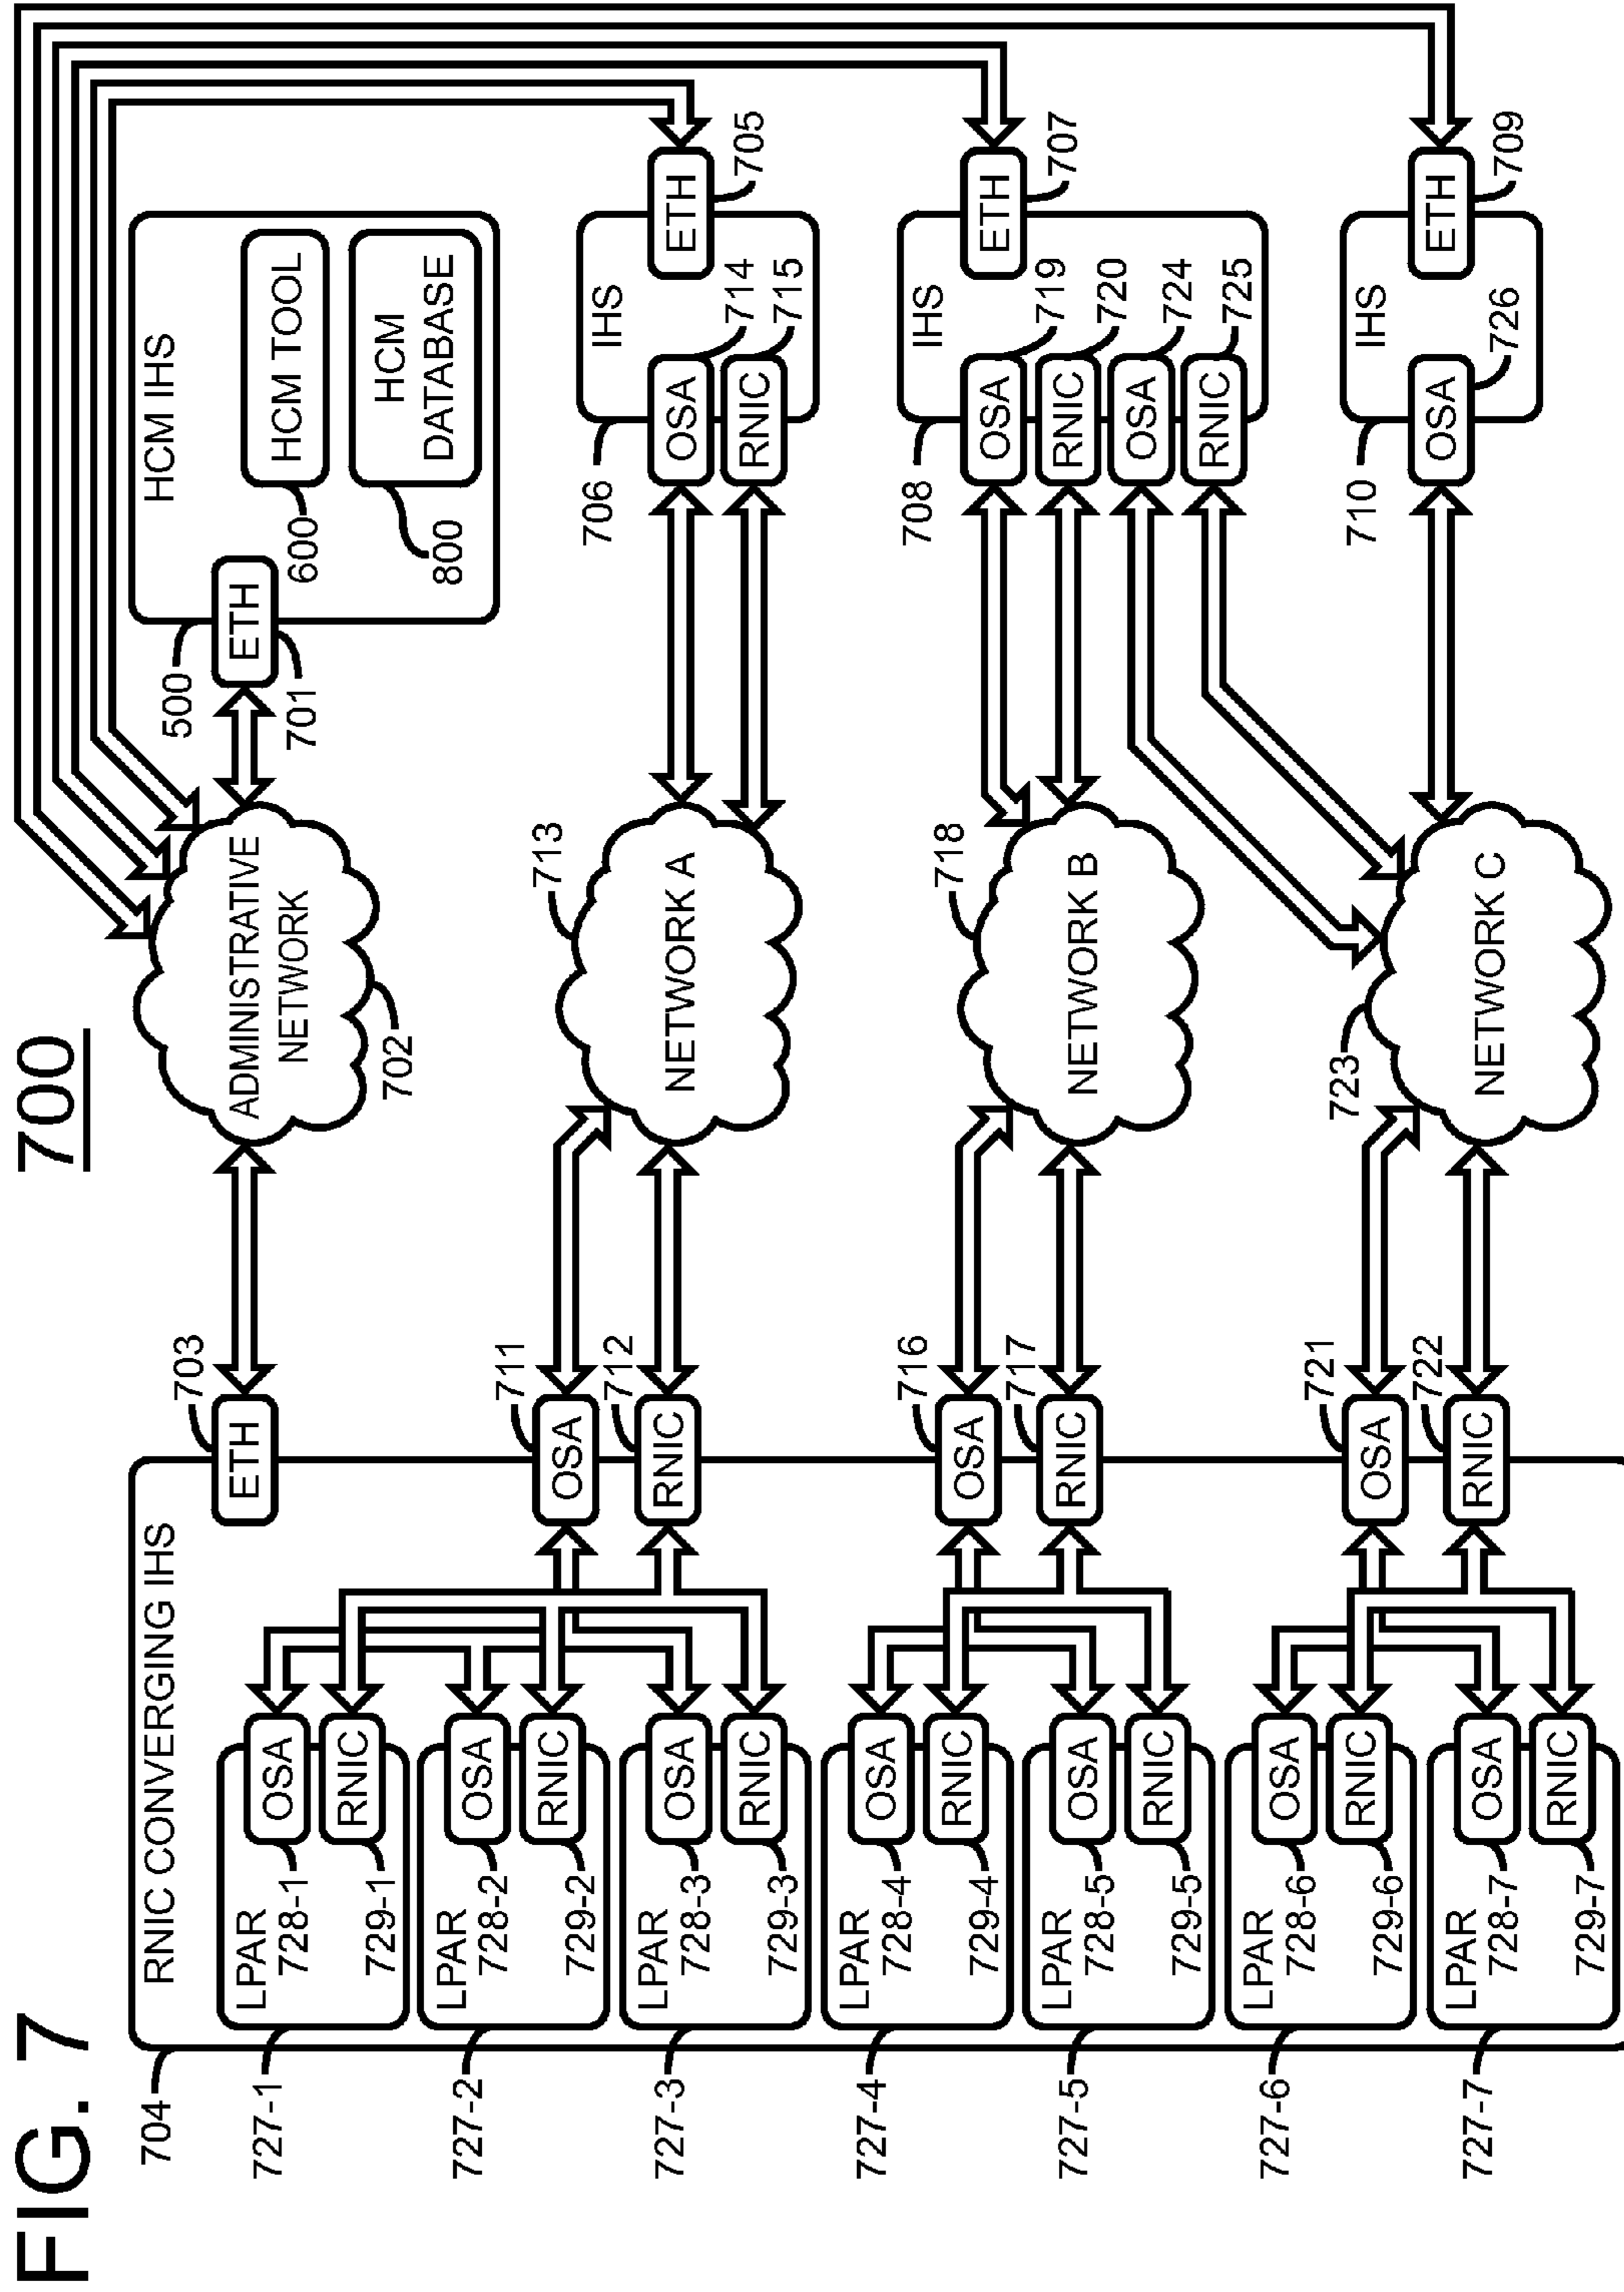 FIG. 7
700
RNIC CONVERGING IHS
704
ETH
703
ADMINISTRATIVE
NETWORK
702
HCM IHS
500
ETH
701
HCM TOOL
600
HCM
DATABASE
800
LPAR
727-1
OSA
728-1
RNIC
729-1
LPAR
727-2
OSA
728-2
RNIC
729-2
LPAR
727-3
OSA
728-3
RNIC
729-3
OSA
711
RNIC
712
NETWORK A
713
IHS
706
OSA
714
RNIC
715
ETH
705
LPAR
727-4
OSA
728-4
RNIC
729-4
LPAR
727-5
OSA
728-5
RNIC
729-5
OSA
716
RNIC
717
NETWORK B
718
IHS
708
OSA
719
RNIC
720
OSA
724
RNIC
725
ETH
707
LPAR
727-6
OSA
728-6
RNIC
729-6
LPAR
727-7
OSA
728-7
RNIC
729-7
OSA
721
RNIC
722
NETWORK C
723
IHS
710
OSA
726
ETH
709